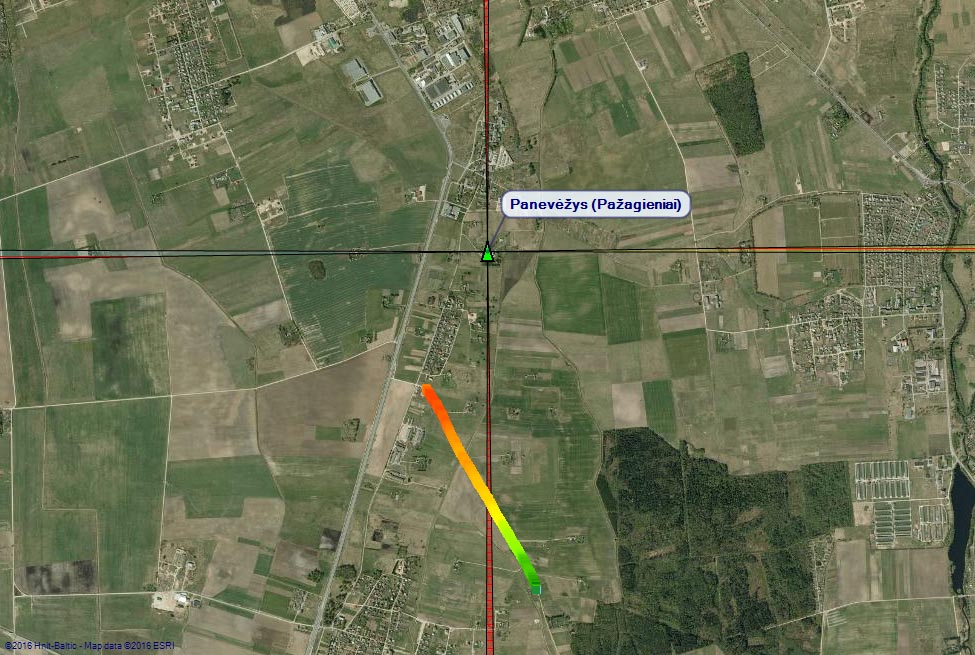 Panevėžys (Pažagieniai)
©2016 Hnit-Baltic - Map data ©2016 ESRI